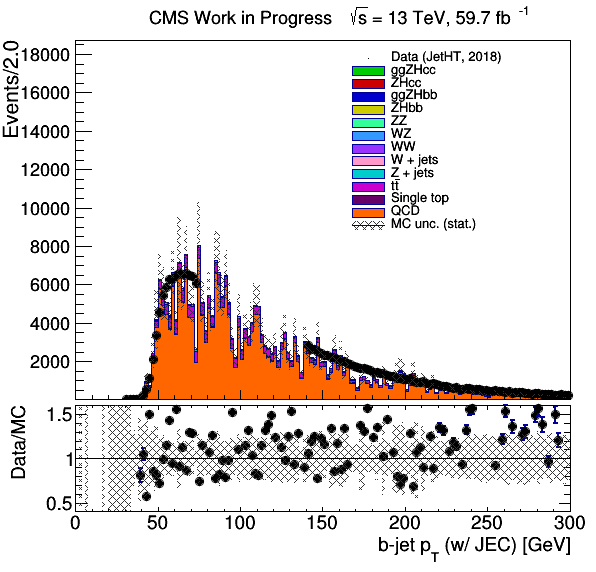 CMS Work in Progress √s = 13 TeV, 59.7 fb⁻¹
Events/2.0
18000
16000
14000
12000
10000
8000
6000
4000
2000
Data (JetHT, 2018)
ggZHcc
ZHcc
ggZHbb
ZHbb
ZZ
WZ
WW
W + jets
Z + jets
tt̄
Single top
QCD
MC unc. (stat.)
Data/MC
1.5
1
0.5
0 50 100 150 200 250 300
b-jet p_T (w/ JEC) [GeV]